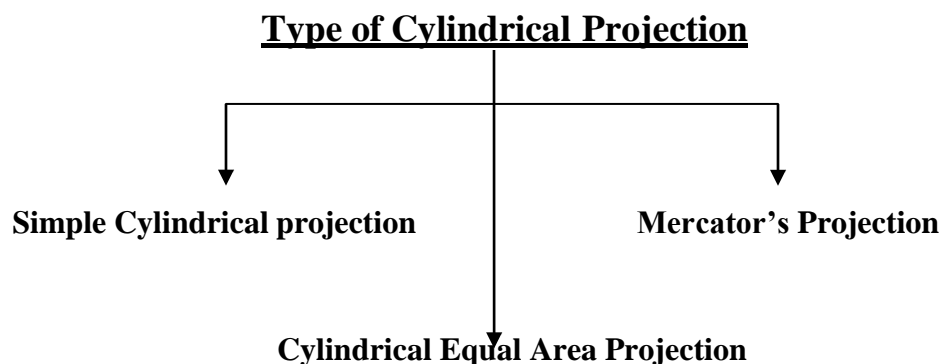 Type of Cylindrical Projection
Simple Cylindrical projection
Mercator’s Projection
Cylindrical Equal Area Projection